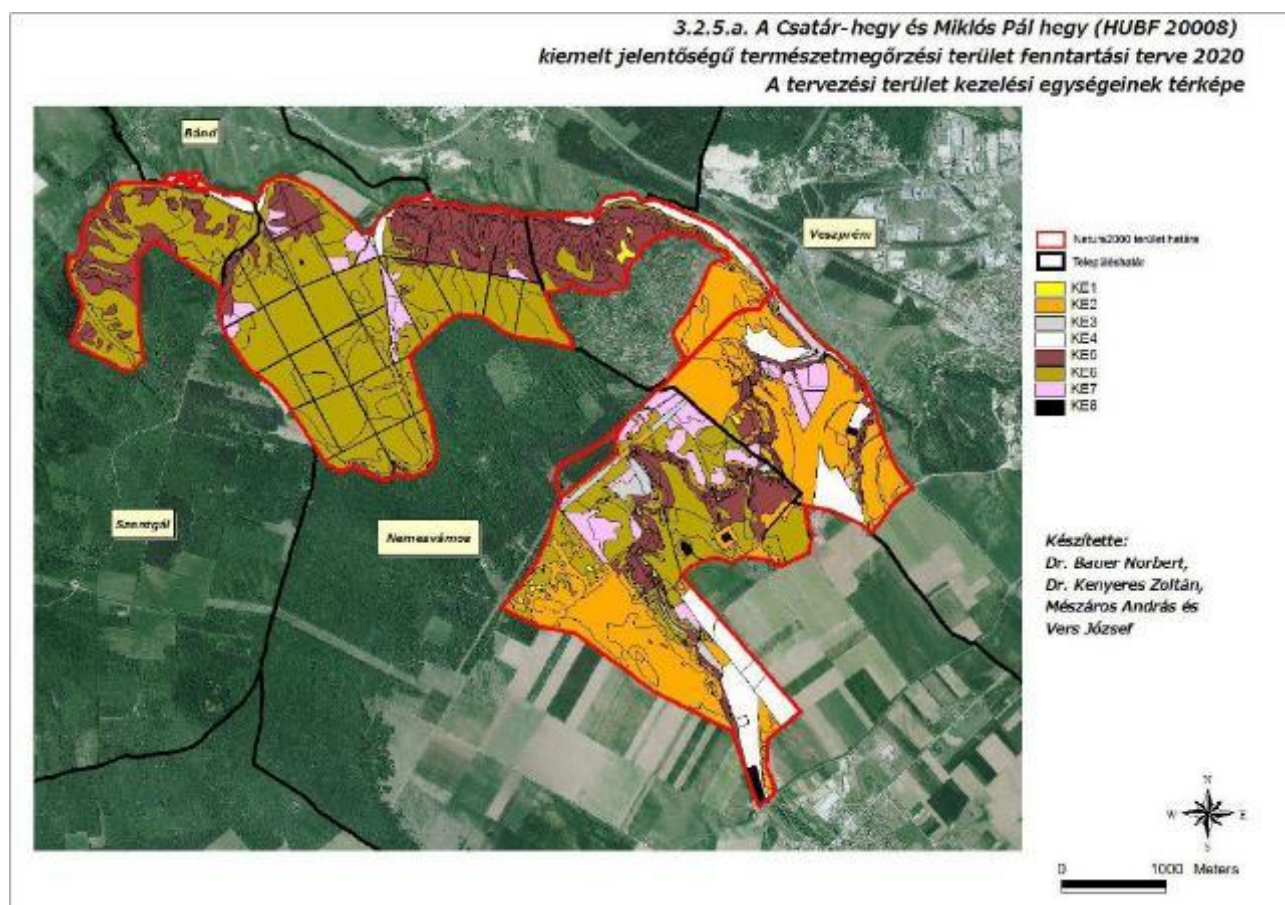 3.2.5.a. A Csatár-hegy és Miklós Pál hegy (HUBF 20008)
kiemelt jelentőségű természetmegőrzési terület fenntartási terve 2020
A tervezési terület kezelési egységeinek térképe
Bánd
Veszprém
Szentgál
Nemesvámos
Natura2000 terület határa
Településhatár
KE1
KE2
KE3
KE4
KE5
KE6
KE7
KE8
Készítette:
Dr. Bauer Norbert,
Dr. Kenyeres Zoltán,
Mészáros András és
Vers József
N
W E
S
0 1000 Meters